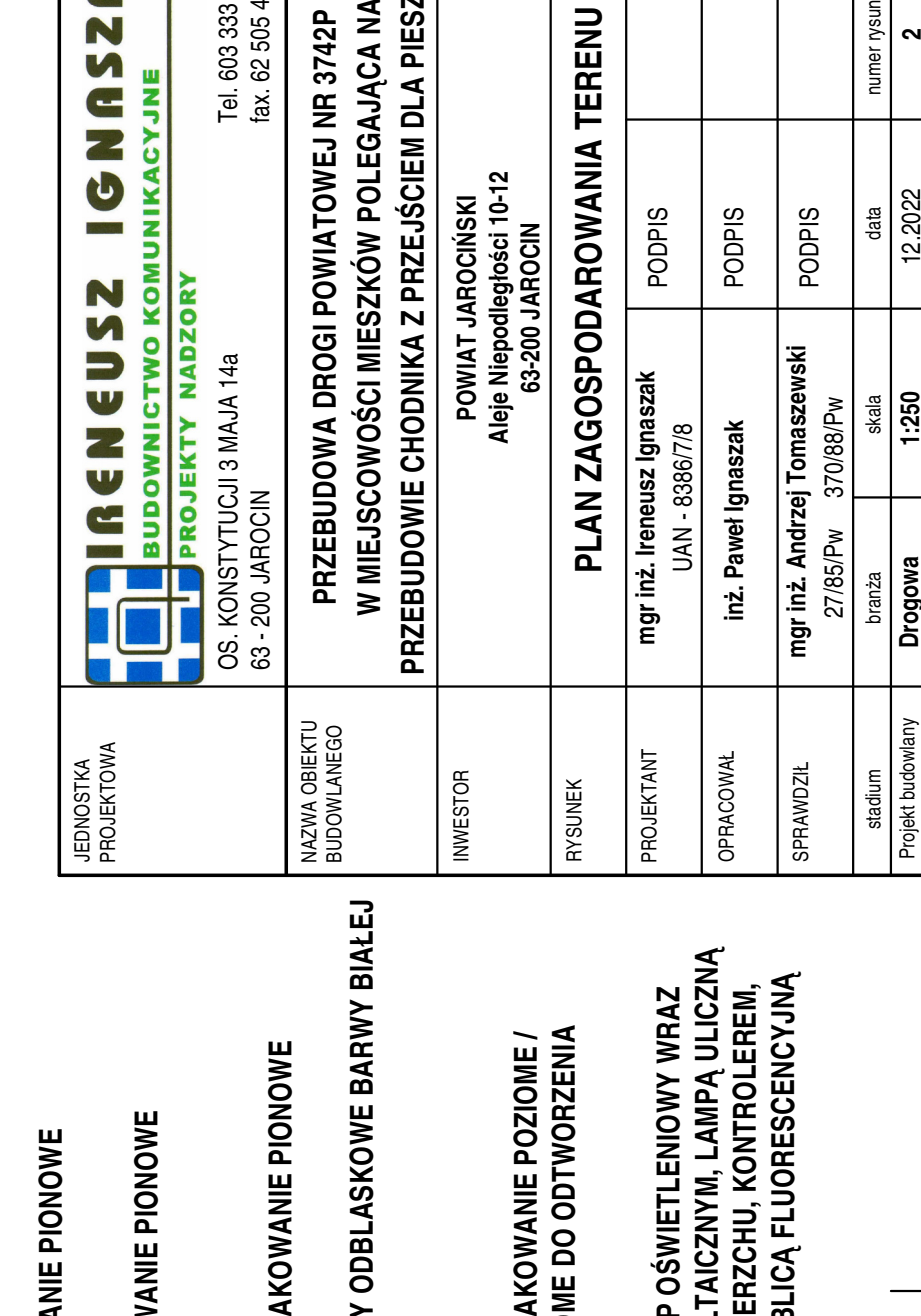 ANIE PIONOWE
WANIE PIONOWE
AKOWANIE PIONOWE
Y ODBLASKOWE BARWY BIAŁEJ
AKOWANIE POZIOME /
OME DO ODTWORZENIA
P OŚWIETLENIOWY WRAZ
LTAICZNYM, LAMPĄ ULICZNĄ
ERZCHU, KONTROLEREM,
BLICĄ FLUORESCENCYJNĄ
JEDNOSTKA
PROJEKTOWA
IRENEUSZ IGNASZA
BUDOWNICTWO KOMUNIKACYJNE
PROJEKTY NADZORY
OS. KONSTYTUCJI 3 MAJA 14a Tel. 603 333
63 - 200 JAROCIN fax. 62 505 4
NAZWA OBIEKTU
BUDOWLANEGO
PRZEBUDOWA DROGI POWIATOWEJ NR 3742P
W MIEJSCOWOŚCI MIESZKÓW POLEGAJĄCA NA
PRZEBUDOWIE CHODNIKA Z PRZEJŚCIEM DLA PIESZ
INWESTOR
POWIAT JAROCIŃSKI
Aleje Niepodległości 10-12
63-200 JAROCIN
RYSUNEK PLAN ZAGOSPODAROWANIA TERENU
PROJEKTANT mgr inż. Ireneusz Ignaszak PODPIS
UAN - 8386/7/8
OPRACOWAŁ inż. Paweł Ignaszak PODPIS
SPRAWDZIŁ mgr inż. Andrzej Tomaszewski PODPIS
27/85/Pw 370/88/Pw
stadium branża skala data numer rysun
Projekt budowlany Drogowa 1:250 12.2022 2